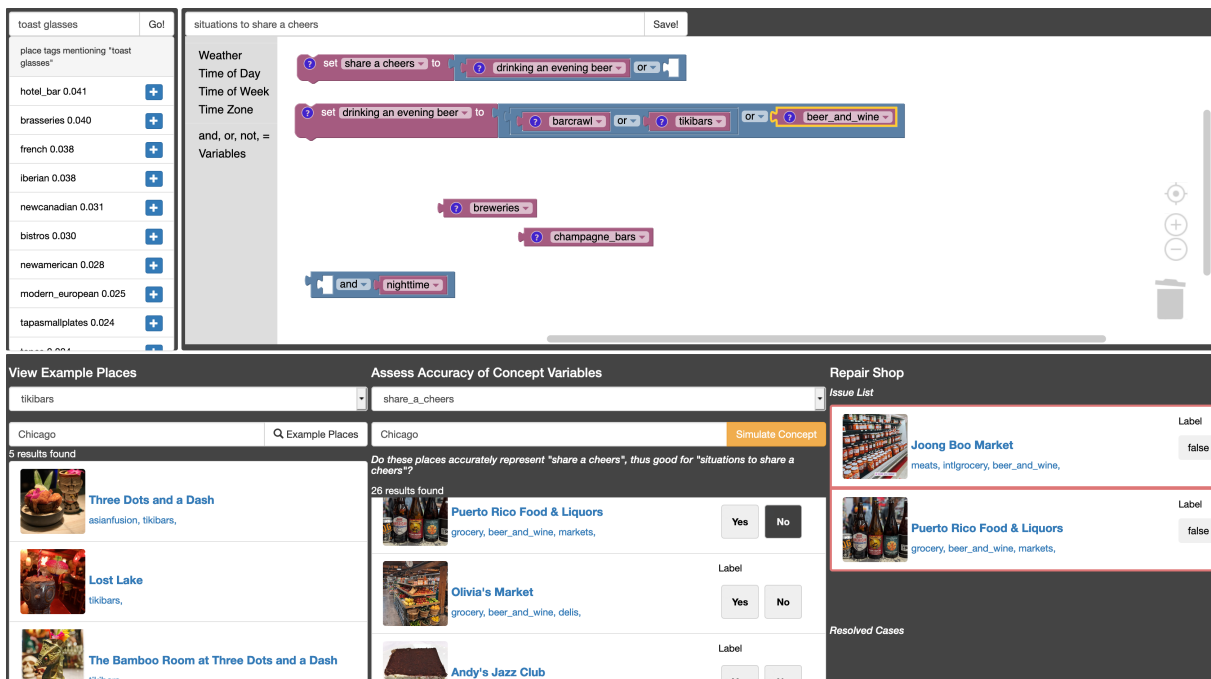 toast glasses
Go!
place tags mentioning "toast
glasses"
hotel_bar 0.041
brasseries 0.040
french 0.038
iberian 0.038
newcanadian 0.031
bistros 0.030
newamerican 0.028
modern_european 0.025
tapasmallplates 0.024
situations to share a cheers
Save!
Weather
Time of Day
Time of Week
Time Zone
and, or, not, =
Variables
? set share a cheers to ? drinking an evening beer or
? set drinking an evening beer to ? barcrawl or ? tikibars or ? beer_and_wine
? breweries
? champagne_bars
and nighttime
View Example Places
tikibars
Chicago
Example Places
5 results found
Three Dots and a Dash
asianfusion, tikibars,
Lost Lake
tikibars,
The Bamboo Room at Three Dots and a Dash
Assess Accuracy of Concept Variables
share_a_cheers
Chicago
Simulate Concept
Do these places accurately represent "share a cheers", thus good for "situations to share a
cheers"?
26 results found
Puerto Rico Food & Liquors
grocery, beer_and_wine, markets,
Yes No
Label
Olivia's Market
grocery, beer_and_wine, delis,
Yes No
Label
Andy's Jazz Club
Repair Shop
Issue List
Label
Joong Boo Market
false
meats, intlgrocery, beer_and_wine,
Label
Puerto Rico Food & Liquors
false
grocery, beer_and_wine, markets,
Resolved Cases